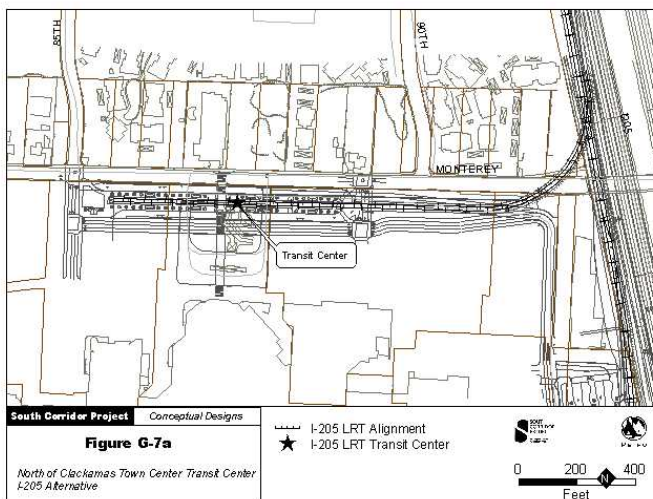 85TH
90TH
I205
MONTEREY
Transit Center
South Corridor Project
Conceptual Designs
Figure G-7a
North of Clackamas Town Center Transit Center
I-205 Alternative
I-205 LRT Alignment
I-205 LRT Transit Center
0 200 400
N
Feet